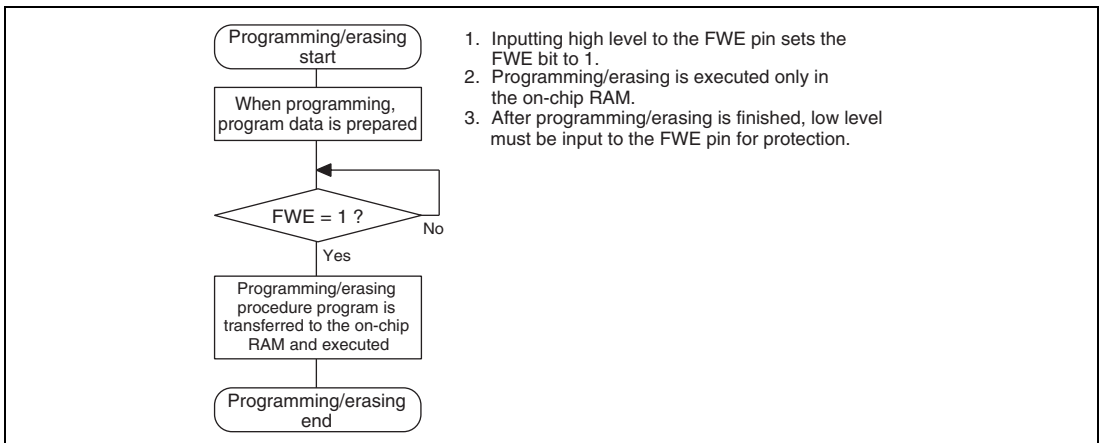 Programming/erasing
start
When programming,
program data is prepared
FWE = 1 ?
No
Yes
Programming/erasing
procedure program is
transferred to the on-chip
RAM and executed
Programming/erasing
end
1. Inputting high level to the FWE pin sets the
FWE bit to 1.
2. Programming/erasing is executed only in
the on-chip RAM.
3. After programming/erasing is finished, low level
must be input to the FWE pin for protection.